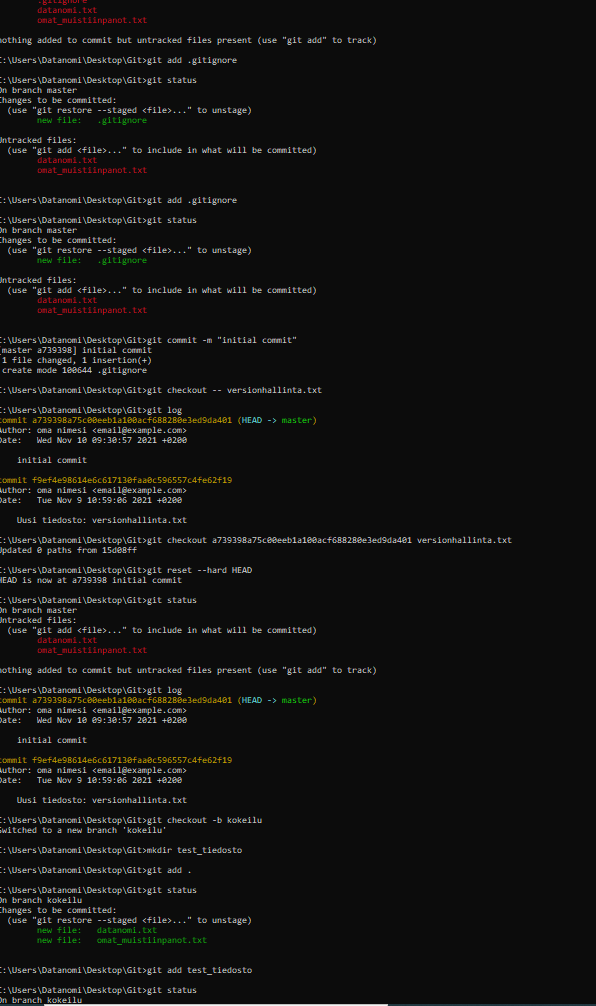 .gitignore
datanomi.txt
omat_muistiinpanot.txt
nothing added to commit but untracked files present (use "git add" to track)
C:\Users\Datanomi\Desktop\Git>git add .gitignore
C:\Users\Datanomi\Desktop\Git>git status
On branch master
Changes to be committed:
(use "git restore --staged <file>..." to unstage)
new file: .gitignore
Untracked files:
(use "git add <file>..." to include in what will be committed)
datanomi.txt
omat_muistiinpanot.txt
C:\Users\Datanomi\Desktop\Git>git add .gitignore
C:\Users\Datanomi\Desktop\Git>git status
On branch master
Changes to be committed:
(use "git restore --staged <file>..." to unstage)
new file: .gitignore
Untracked files:
(use "git add <file>..." to include in what will be committed)
datanomi.txt
omat_muistiinpanot.txt
C:\Users\Datanomi\Desktop\Git>git commit -m "initial commit"
[master a739398] initial commit
1 file changed, 1 insertion(+)
create mode 100644 .gitignore
C:\Users\Datanomi\Desktop\Git>git checkout -- versionhallinta.txt
C:\Users\Datanomi\Desktop\Git>git log
commit a739398a75c00eeb1a100acf688280e3ed9da401 (HEAD -> master)
Author: oma nimesi <email@example.com>
Date: Wed Nov 10 09:30:57 2021 +0200
initial commit
commit f9ef4e98614e6c617130faa0c596557c4fe62f19
Author: oma nimesi <email@example.com>
Date: Tue Nov 9 10:59:06 2021 +0200
Uusi tiedosto: versionhallinta.txt
C:\Users\Datanomi\Desktop\Git>git checkout a739398a75c00eeb1a100acf688280e3ed9da401 versionhallinta.txt
Updated 0 paths from 15d08ff
C:\Users\Datanomi\Desktop\Git>git reset --hard HEAD
HEAD is now at a739398 initial commit
C:\Users\Datanomi\Desktop\Git>git status
On branch master
Untracked files:
(use "git add <file>..." to include in what will be committed)
datanomi.txt
omat_muistiinpanot.txt
nothing added to commit but untracked files present (use "git add" to track)
C:\Users\Datanomi\Desktop\Git>git log
commit a739398a75c00eeb1a100acf688280e3ed9da401 (HEAD -> master)
Author: oma nimesi <email@example.com>
Date: Wed Nov 10 09:30:57 2021 +0200
initial commit
commit f9ef4e98614e6c617130faa0c596557c4fe62f19
Author: oma nimesi <email@example.com>
Date: Tue Nov 9 10:59:06 2021 +0200
Uusi tiedosto: versionhallinta.txt
C:\Users\Datanomi\Desktop\Git>git checkout -b kokeilu
Switched to a new branch 'kokeilu'
C:\Users\Datanomi\Desktop\Git>mkdir test_tiedosto
C:\Users\Datanomi\Desktop\Git>git add .
C:\Users\Datanomi\Desktop\Git>git status
On branch kokeilu
Changes to be committed:
(use "git restore --staged <file>..." to unstage)
new file: datanomi.txt
new file: omat_muistiinpanot.txt
C:\Users\Datanomi\Desktop\Git>git add test_tiedosto
C:\Users\Datanomi\Desktop\Git>git status
On branch kokeilu